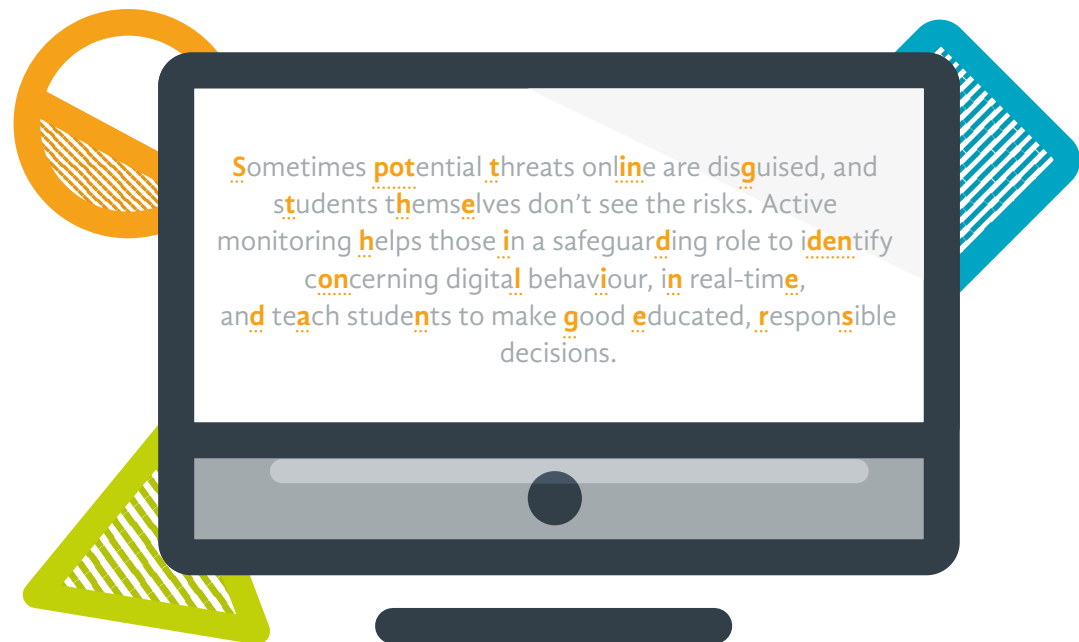 Sometimes potential threats online are disguised, and
students themselves don’t see the risks. Active
monitoring helps those in a safeguarding role to identify
concerning digital behaviour, in real-time,
and teach students to make good educated, responsible
decisions.